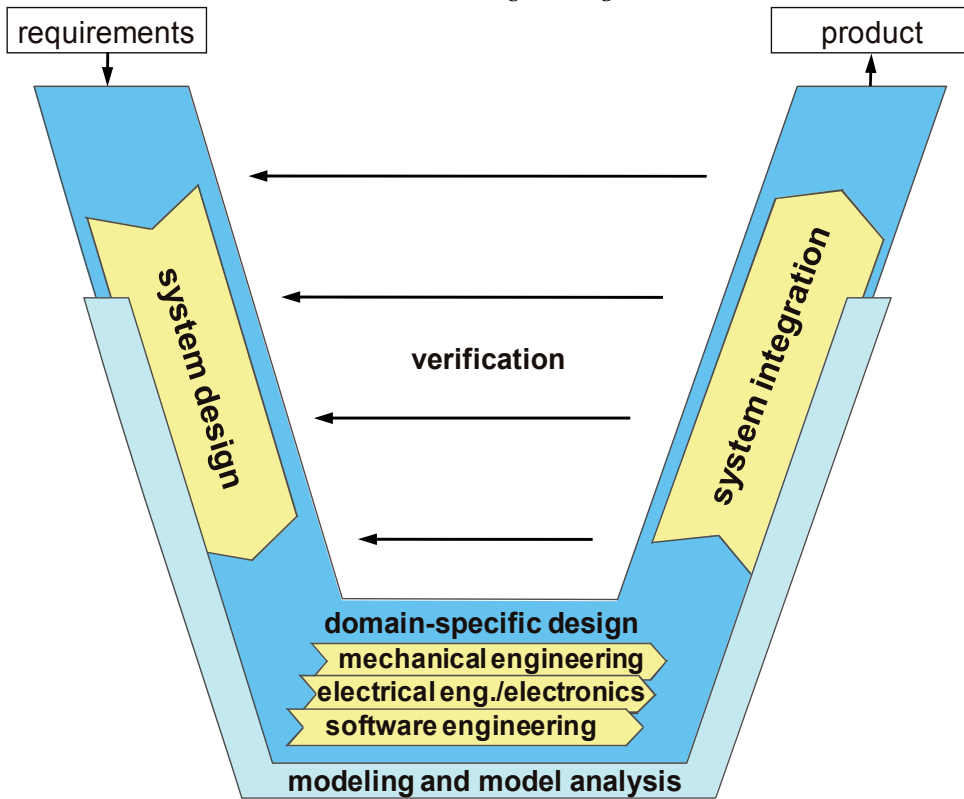 requirements
product
system design
verification
system integration
domain-specific design
mechanical engineering
electrical eng./electronics
software engineering
modeling and model analysis